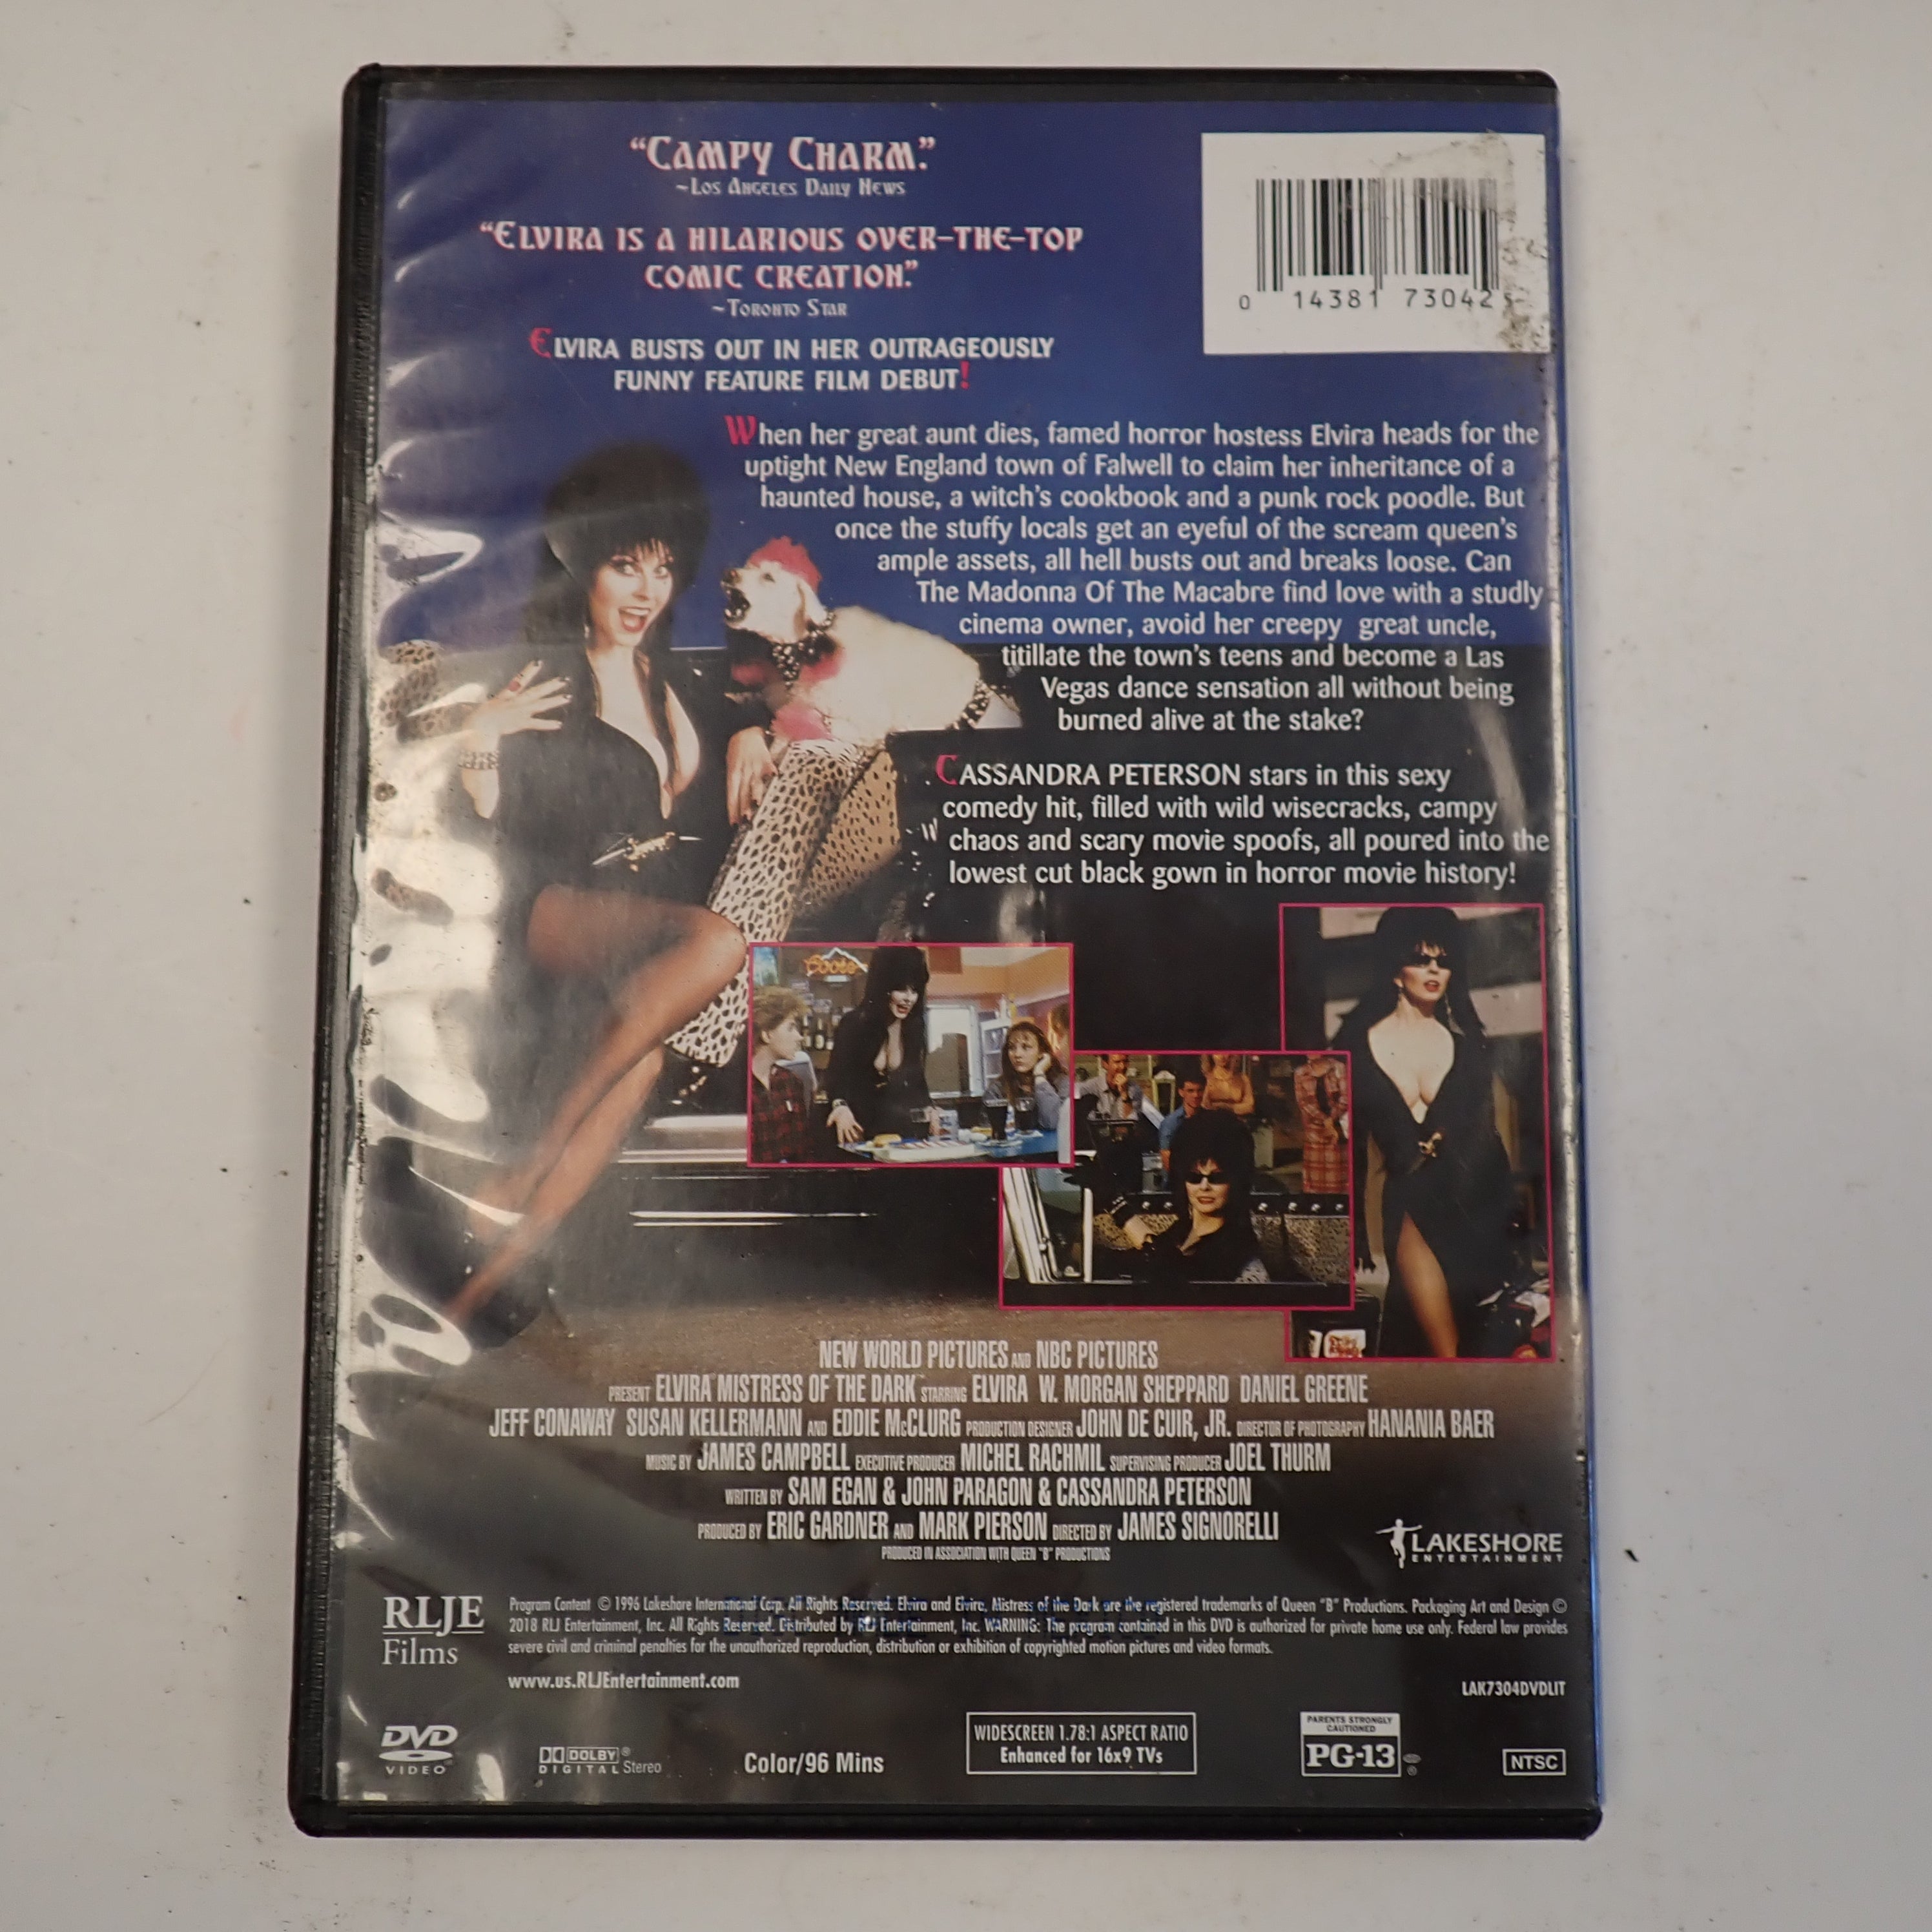 “CAMPY CHARM.”
~LOS ANGELES DAILY NEWS
“ELVIRA IS A HILARIOUS OVER-THE-TOP
COMIC CREATION.”
~TORONTO STAR
ELVIRA BUSTS OUT IN HER OUTRAGEOUSLY
FUNNY FEATURE FILM DEBUT!
0 14381 73042
When her great aunt dies, famed horror hostess Elvira heads for the
uptight New England town of Falwell to claim her inheritance of a
haunted house, a witch's cookbook and a punk rock poodle. But
once the stuffy locals get an eyeful of the scream queen's
ample assets, all hell busts out and breaks loose. Can
The Madonna Of The Macabre find love with a studly
cinema owner, avoid her creepy great uncle,
titillate the town's teens and become a Las
Vegas dance sensation all without being
burned alive at the stake?
CASSANDRA PETERSON stars in this sexy
comedy hit, filled with wild wisecracks, campy
chaos and scary movie spoofs, all poured into the
lowest cut black gown in horror movie history!
Coors
NEW WORLD PICTURES AND NBC PICTURES
PRESENT ELVIRA MISTRESS OF THE DARK STARRING ELVIRA W. MORGAN SHEPPARD DANIEL GREENE
JEFF CONAWAY SUSAN KELLERMANN AND EDDIE McCLURG PRODUCTION DESIGNER JOHN DE CUIR, JR. DIRECTOR OF PHOTOGRAPHY HANANIA BAER
MUSIC BY JAMES CAMPBELL EXECUTIVE PRODUCER MICHEL RACHMIL SUPERVISING PRODUCER JOEL THURM
WRITTEN BY SAM EGAN & JOHN PARAGON & CASSANDRA PETERSON
PRODUCED BY ERIC GARDNER AND MARK PIERSON DIRECTED BY JAMES SIGNORELLI
PRODUCED IN ASSOCIATION WITH QUEEN "B" PRODUCTIONS
LAKESHORE
ENTERTAINMENT
RLJE
Films
Program Content © 1996 Lakeshore International Corp. All Rights Reserved. Elvira and Elvira, Mistress of the Dark are the registered trademarks of Queen "B" Productions. Packaging Art and Design ©
2018 RLJ Entertainment, Inc. All Rights Reserved. Distributed by RLJ Entertainment, Inc. WARNING: The program contained in this DVD is authorized for private home use only. Federal law provides
severe civil and criminal penalties for the unauthorized reproduction, distribution or exhibition of copyrighted motion pictures and video formats.
www.us.RLJEntertainment.com
LAK7304DVDLIT
DVD
VIDEO
DOLBY ®
DIGITAL Stereo
Color/96 Mins
WIDESCREEN 1.78:1 ASPECT RATIO
Enhanced for 16x9 TVs
PARENTS STRONGLY
CAUTIONED
PG-13 ®
NTSC